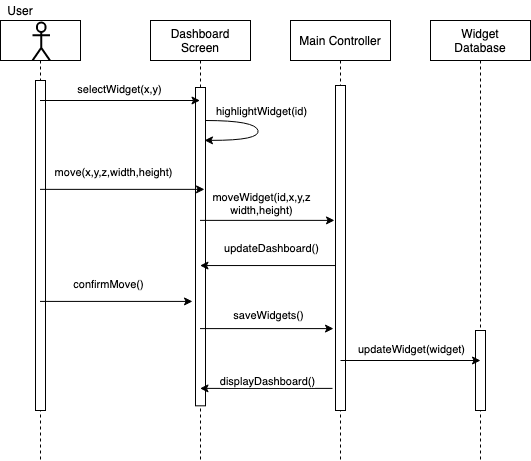 User
Dashboard
Screen
Main Controller
Widget
Database
selectWidget(x,y)
highlightWidget(id)
move(x,y,z,width,height)
moveWidget(id,x,y,z
width,height)
updateDashboard()
confirmMove()
saveWidgets()
updateWidget(widget)
displayDashboard()